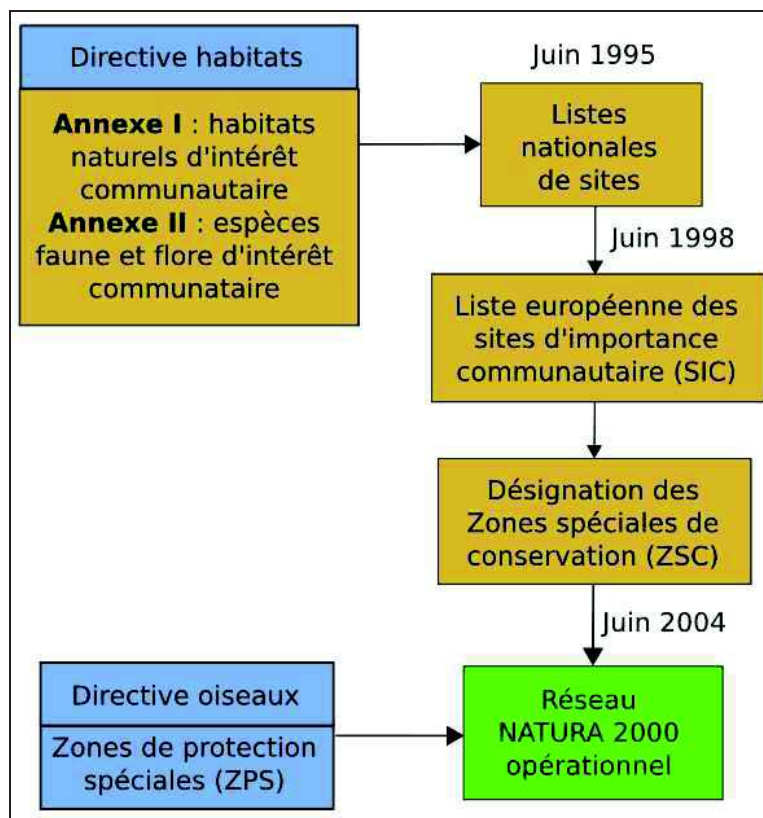 Directive habitats
Annexe I : habitats
naturels d'intérêt
communautaire
Annexe II : espèces
faune et flore d'intérêt
communataire
Juin 1995
Listes
nationales
de sites
Juin 1998
Liste européenne des
sites d'importance
communautaire (SIC)
Désignation des
Zones spéciales de
conservation (ZSC)
Juin 2004
Directive oiseaux
Zones de protection
spéciales (ZPS)
Réseau
NATURA 2000
opérationnel